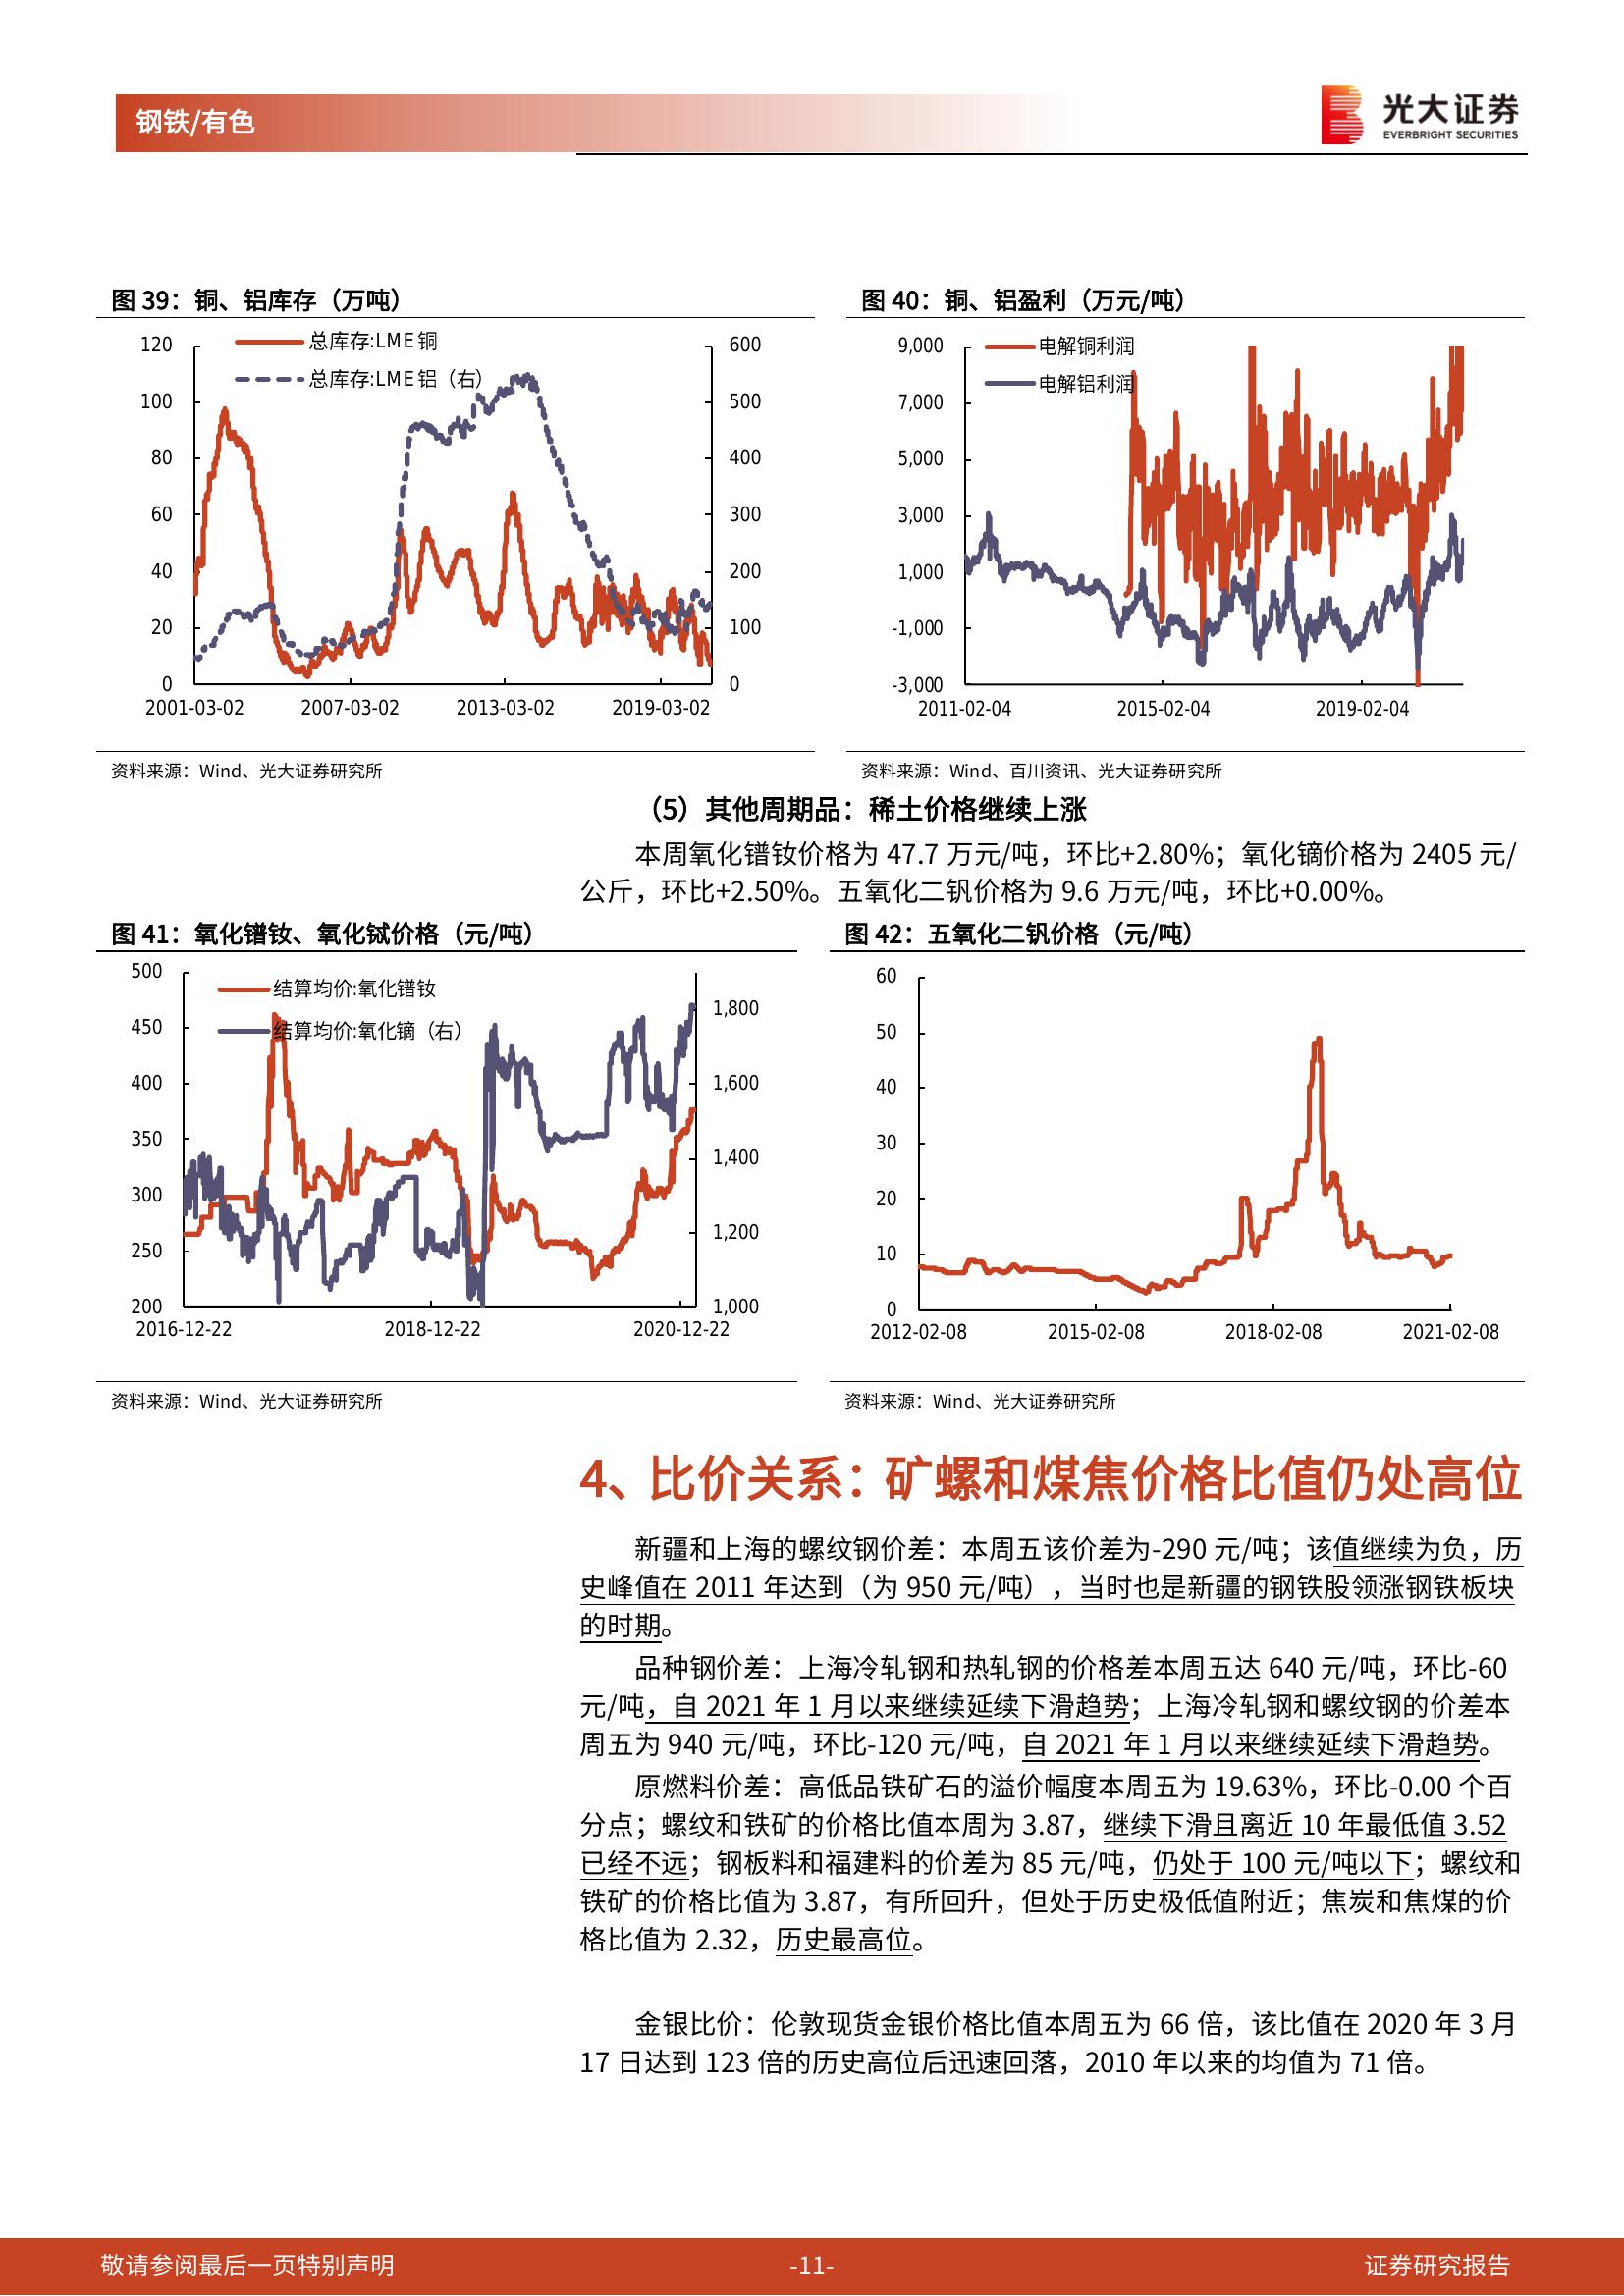 钢铁/有色
光大证券
EVERBRIGHT SECURITIES
图 39：铜、铝库存（万吨）
总库存:LME 铜
总库存:LME 铝（右）
120
100
80
60
40
20
0
600
500
400
300
200
100
0
2001-03-02
2007-03-02
2013-03-02
2019-03-02
资料来源：Wind、光大证券研究所
图 40：铜、铝盈利（万元/吨）
电解铜利润
电解铝利润
9,000
7,000
5,000
3,000
1,000
-1,000
-3,000
2011-02-04
2015-02-04
2019-02-04
资料来源：Wind、百川资讯、光大证券研究所
（5）其他周期品：稀土价格继续上涨
本周氧化镨钕价格为 47.7 万元/吨，环比+2.80%；氧化镝价格为 2405 元/
公斤，环比+2.50%。五氧化二钒价格为 9.6 万元/吨，环比+0.00%。
图 41：氧化镨钕、氧化铽价格（元/吨）
结算均价:氧化镨钕
结算均价:氧化镝（右）
500
450
400
350
300
250
200
1,800
1,600
1,400
1,200
1,000
2016-12-22
2018-12-22
2020-12-22
资料来源：Wind、光大证券研究所
图 42：五氧化二钒价格（元/吨）
60
50
40
30
20
10
0
2012-02-08
2015-02-08
2018-02-08
2021-02-08
资料来源：Wind、光大证券研究所
4、比价关系：矿螺和煤焦价格比值仍处高位
新疆和上海的螺纹钢价差：本周五该价差为-290 元/吨；该值继续为负，历
史峰值在 2011 年达到（为 950 元/吨），当时也是新疆的钢铁股领涨钢铁板块
的时期。
品种钢价差：上海冷轧钢和热轧钢的价格差本周五达 640 元/吨，环比-60
元/吨，自 2021 年 1 月以来继续延续下滑趋势；上海冷轧钢和螺纹钢的价差本
周五为 940 元/吨，环比-120 元/吨，自 2021 年 1 月以来继续延续下滑趋势。
原燃料价差：高低品铁矿石的溢价幅度本周五为 19.63%，环比-0.00 个百
分点；螺纹和铁矿的价格比值本周为 3.87，继续下滑且离近 10 年最低值 3.52
已经不远；钢板料和福建料的价差为 85 元/吨，仍处于 100 元/吨以下；螺纹和
铁矿的价格比值为 3.87，有所回升，但处于历史极低值附近；焦炭和焦煤的价
格比值为 2.32，历史最高位。
金银比价：伦敦现货金银价格比值本周五为 66 倍，该比值在 2020 年 3 月
17 日达到 123 倍的历史高位后迅速回落，2010 年以来的均值为 71 倍。
敬请参阅最后一页特别声明
-11-
证券研究报告